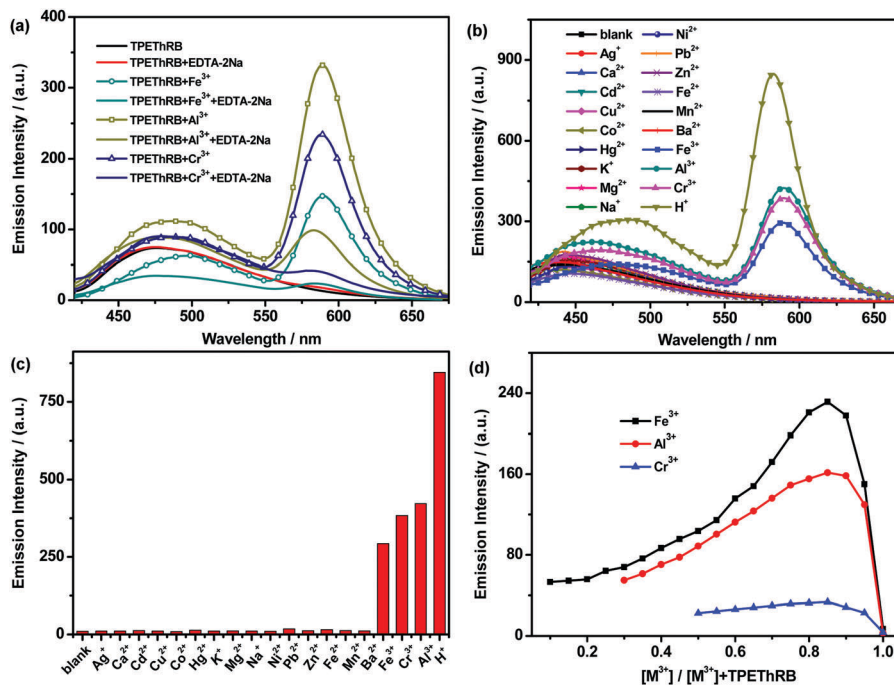 (a)
400
300
200
100
0
Emission Intensity / (a.u.)
TPEThRB
TPEThRB+EDTA-2Na
TPEThRB+Fe³⁺
TPEThRB+Fe³⁺+EDTA-2Na
TPEThRB+Al³⁺
TPEThRB+Al³⁺+EDTA-2Na
TPEThRB+Cr³⁺
TPEThRB+Cr³⁺+EDTA-2Na
450 500 550 600 650
Wavelength / nm
(b)
900
600
300
0
Emission Intensity / (a.u.)
blank
Ag⁺
Ca²⁺
Cd²⁺
Cu²⁺
Co²⁺
Hg²⁺
K⁺
Mg²⁺
Na⁺
Ni²⁺
Pb²⁺
Zn²⁺
Fe²⁺
Mn²⁺
Ba²⁺
Fe³⁺
Al³⁺
Cr³⁺
H⁺
450 500 550 600 650
Wavelength / nm
(c)
750
500
250
0
Emission Intensity / (a.u.)
blank
Ag⁺
Ca²⁺
Cd²⁺
Cu²⁺
Co²⁺
Hg²⁺
K⁺
Mg²⁺
Na⁺
Ni²⁺
Pb²⁺
Zn²⁺
Fe²⁺
Mn²⁺
Ba²⁺
Fe³⁺
Cr³⁺
Al³⁺
H⁺
(d)
240
160
80
0
Emission Intensity / (a.u.)
Fe³⁺
Al³⁺
Cr³⁺
0.2 0.4 0.6 0.8 1.0
[M³⁺] / [M³⁺]+TPEThRB